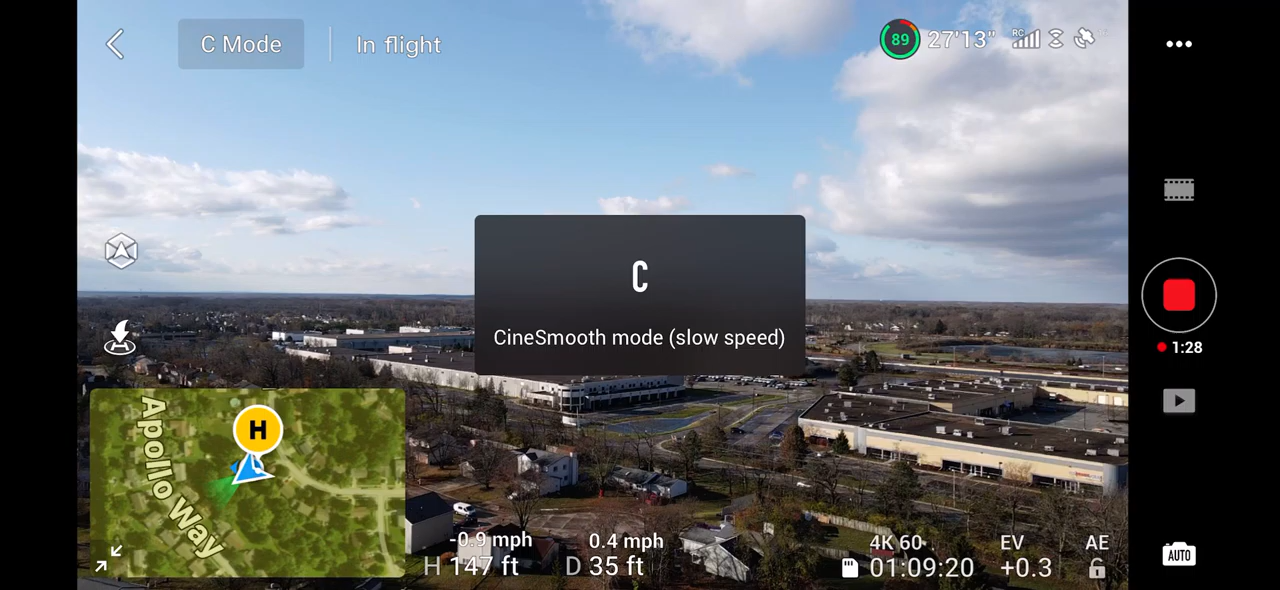 C Mode
In flight
89
27'13"
RC
C
CineSmooth mode (slow speed)
1:28
H
Apollo Way
-0.9 mph
0.4 mph
H 147 ft
D 35 ft
4K 60
01:09:20
EV
+0.3
AE
AUTO